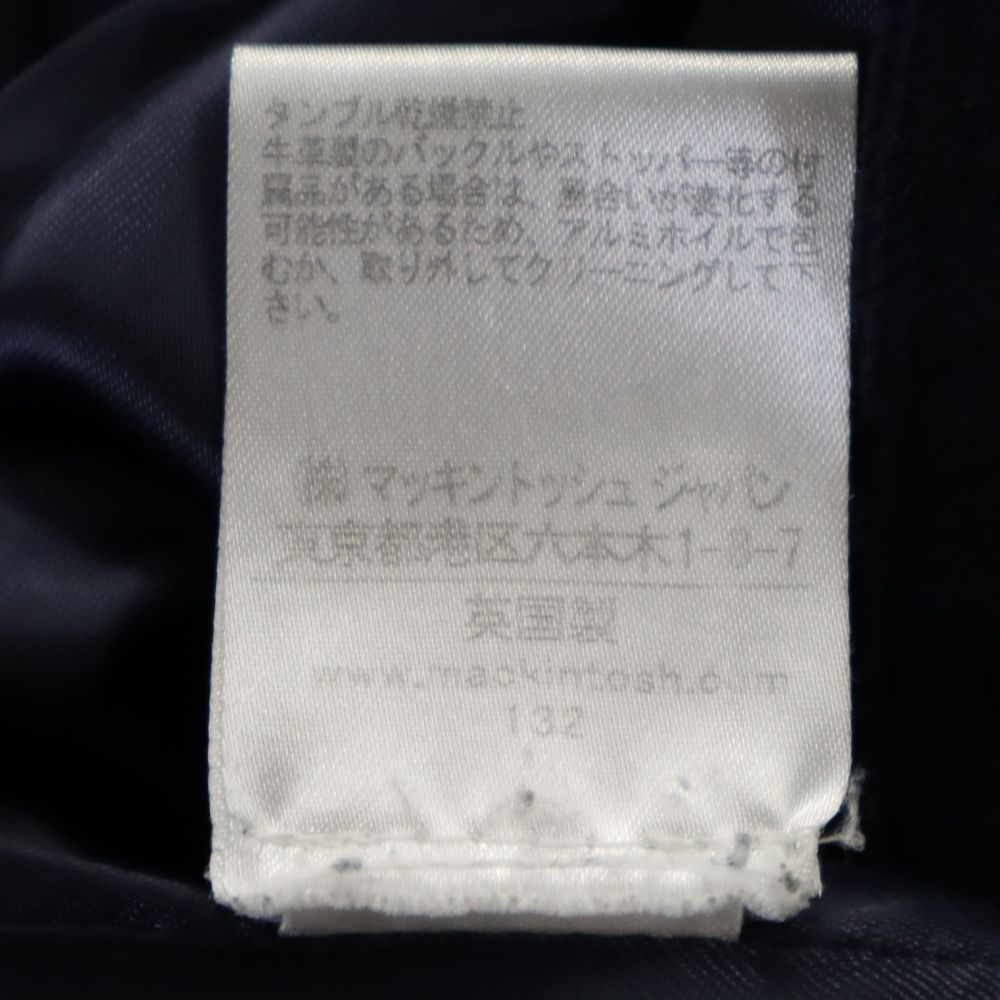 タンブル乾燥禁止
牛革製のバックルやストッパー等の付
属品がある場合は、風合いが変化する
可能性があるため、アルミホイルで包
むか、取り外してクリーニングして下
さい。
㈱ マッキントッシュ ジャパン
東京都港区六本木1-3-7
英国製
www.mackintosh.com
132